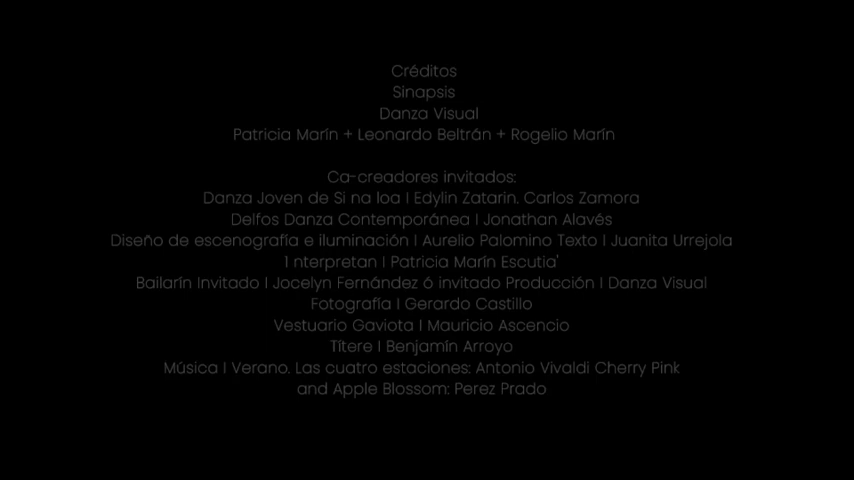 Créditos
Sinapsis
Danza Visual
Patricia Marín + Leonardo Beltrán + Rogelio Marín
Ca-creadores invitados:
Danza Joven de Si na loa | Edylin Zatarin. Carlos Zamora
Delfos Danza Contemporánea | Jonathan Alavés
Diseño de escenografía e iluminación | Aurelio Palomino Texto | Juanita Urrejola
1 nterpretan | Patricia Marín Escutia'
Bailarín Invitado | Jocelyn Fernández ó invitado Producción | Danza Visual
Fotografía | Gerardo Castillo
Vestuario Gaviota | Mauricio Ascencio
Títere | Benjamín Arroyo
Música | Verano. Las cuatro estaciones: Antonio Vivaldi Cherry Pink
and Apple Blossom: Perez Prado